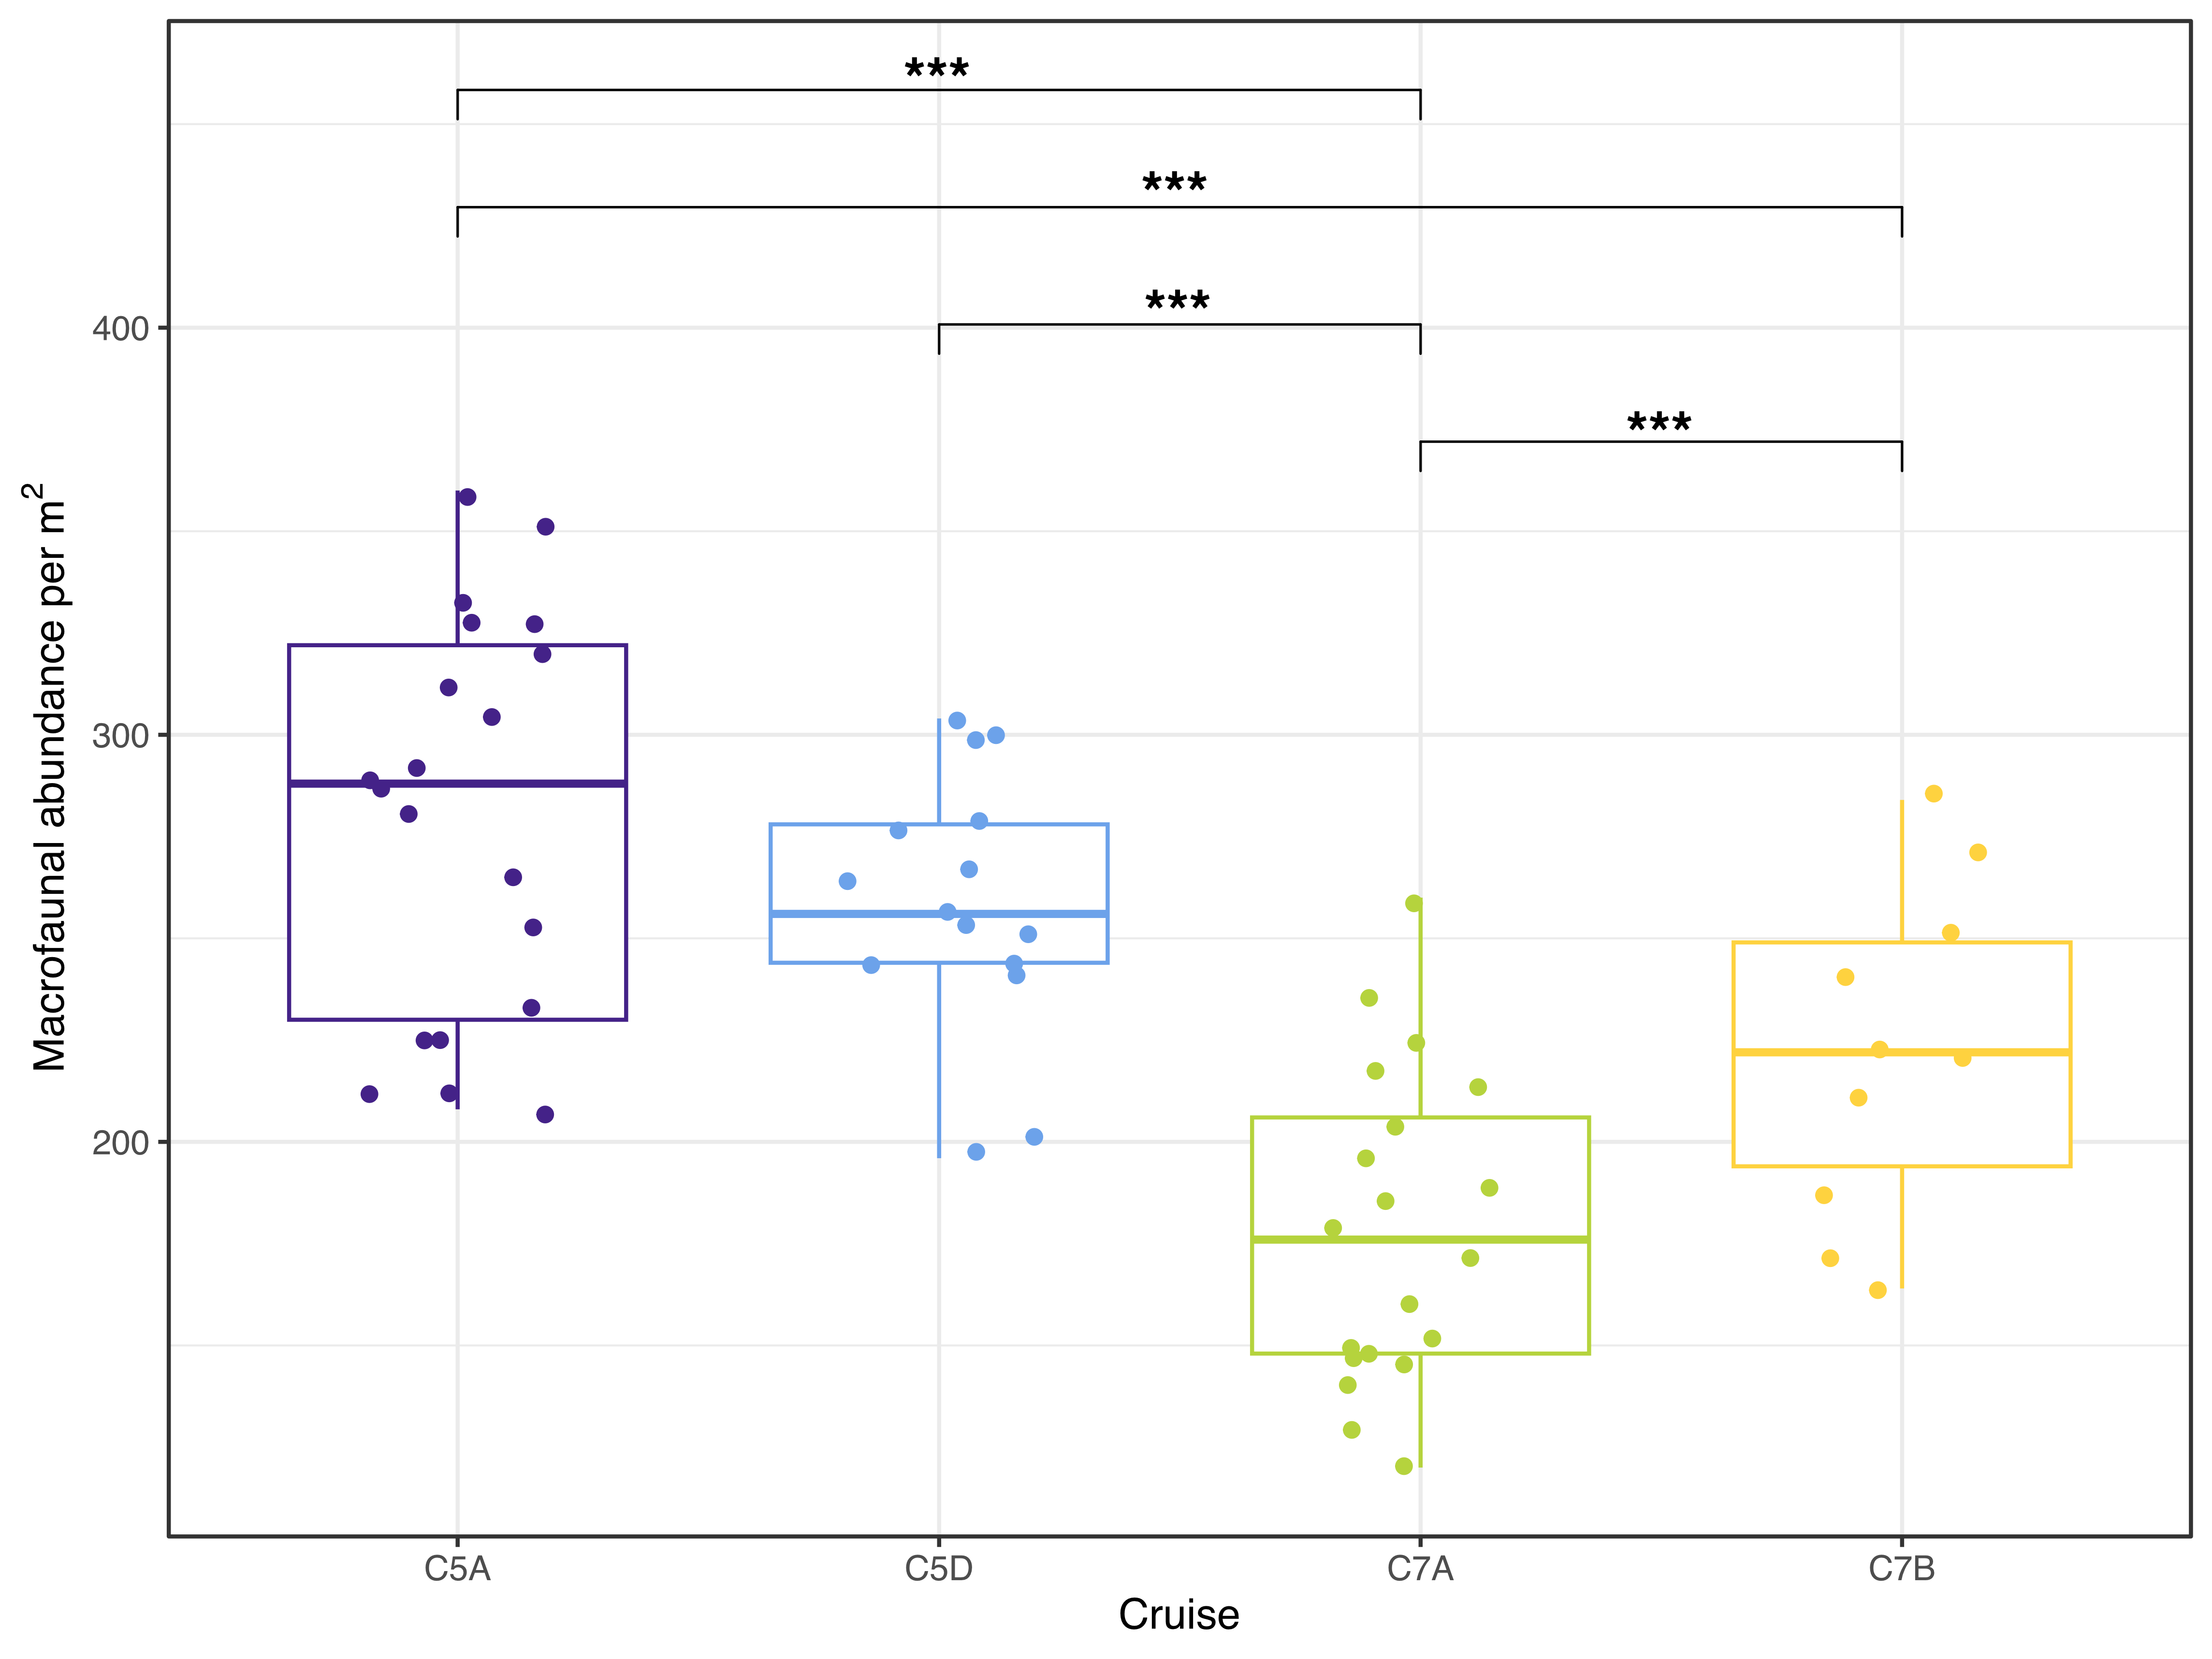 ***
***
***
***
400
300
200
Macrofaunal abundance per m²
C5A C5D C7A C7B
Cruise